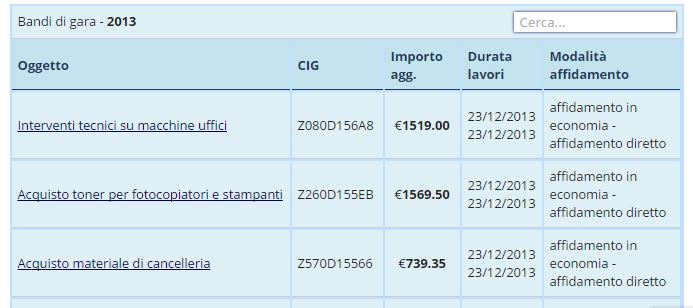 Bandi di gara - 2013
Cerca...
Oggetto
CIG
Importo
agg.
Durata
lavori
Modalità
affidamento
Interventi tecnici su macchine uffici
Z080D156A8
€1519.00
23/12/2013
23/12/2013
affidamento in
economia -
affidamento diretto
Acquisto toner per fotocopiatori e stampanti
Z260D155EB
€1569.50
23/12/2013
23/12/2013
affidamento in
economia -
affidamento diretto
Acquisto materiale di cancelleria
Z570D15566
€739.35
23/12/2013
23/12/2013
affidamento in
economia -
affidamento diretto